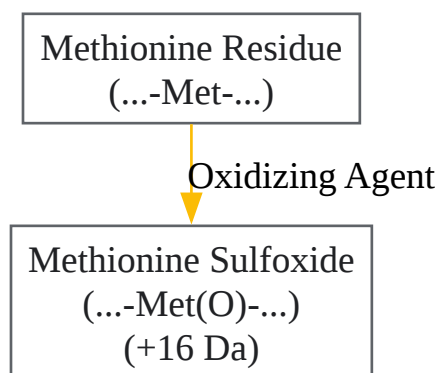 Methionine Residue
(...-Met-...)
Oxidizing Agent
Methionine Sulfoxide
(...-Met(O)-...)
(+16 Da)